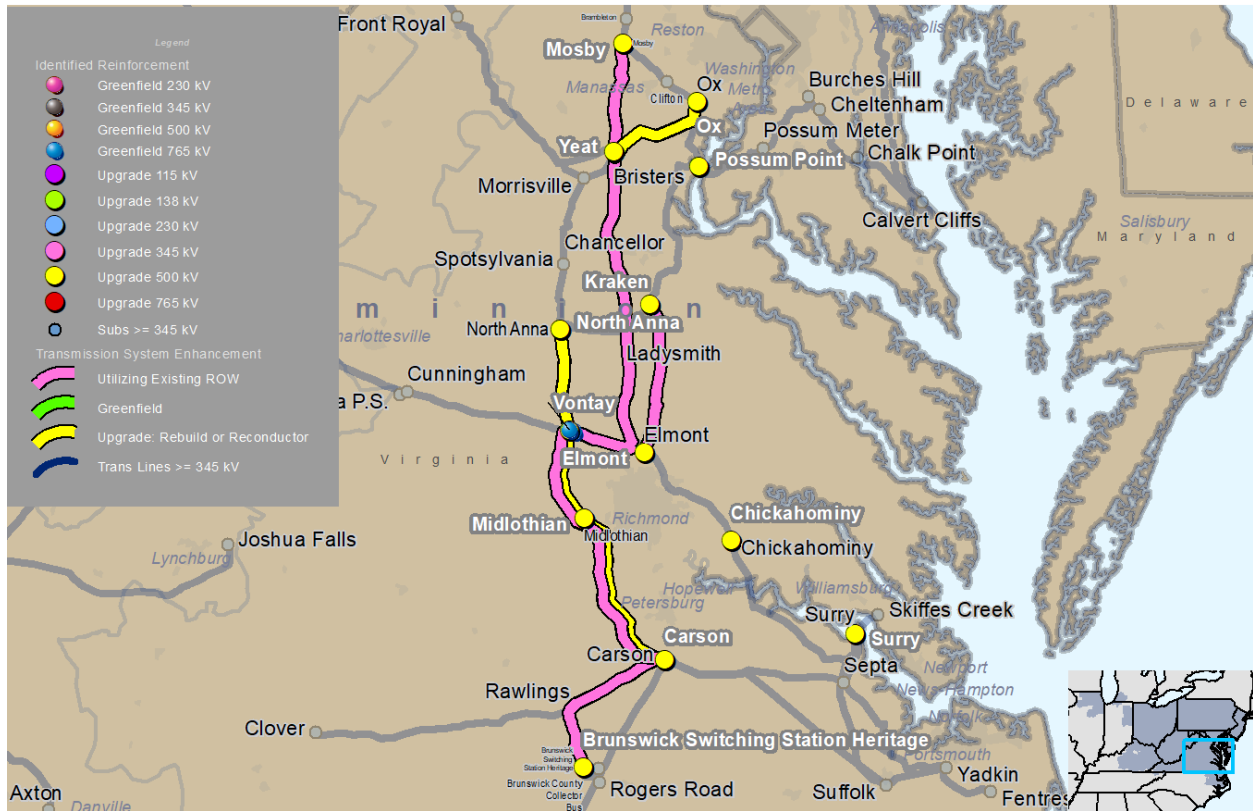 Legend
Identified Reinforcement
Greenfield 230 kV
Greenfield 345 kV
Greenfield 500 kV
Greenfield 765 kV
Upgrade 115 kV
Upgrade 138 kV
Upgrade 230 kV
Upgrade 345 kV
Upgrade 500 kV
Upgrade 765 kV
Subs >= 345 kV
Transmission System Enhancement
Utilizing Existing ROW
Greenfield
Upgrade: Rebuild or Reconductor
Trans Lines >= 345 kV
Front Royal
Brambleton
Reston
Mosby
Mosby
Manassas
Washington
Metro
Clifton
Ox
Ox
Burches Hill
Cheltenham
Delaware
Yeat
Possum Meter
Possum Point
Chalk Point
Morrisville
Bristers
Calvert Cliffs
Salisbury
Maryland
Chancellor
Spotsylvania
Kraken
m i n i n
North Anna
North Anna
harlottesville
Ladysmith
Cunningham
a P.S.
Vontay
Elmont
Elmont
Virginia
Midlothian
Richmond
Midlothian
Chickahominy
Chickahominy
Joshua Falls
Lynchburg
Hopewell
Williamsburg
Petersburg
Surry
Skiffes Creek
Surry
Carson
Carson
Septa
Newport
News-Hampton
Norfolk
Rawlings
Clover
Brunswick Switching Station Heritage
Portsmouth
Brunswick
Switching
Station Heritage
Brunswick County
Collector
Bus
Rogers Road
Suffolk
Yadkin
Fentres
Axton
Danville